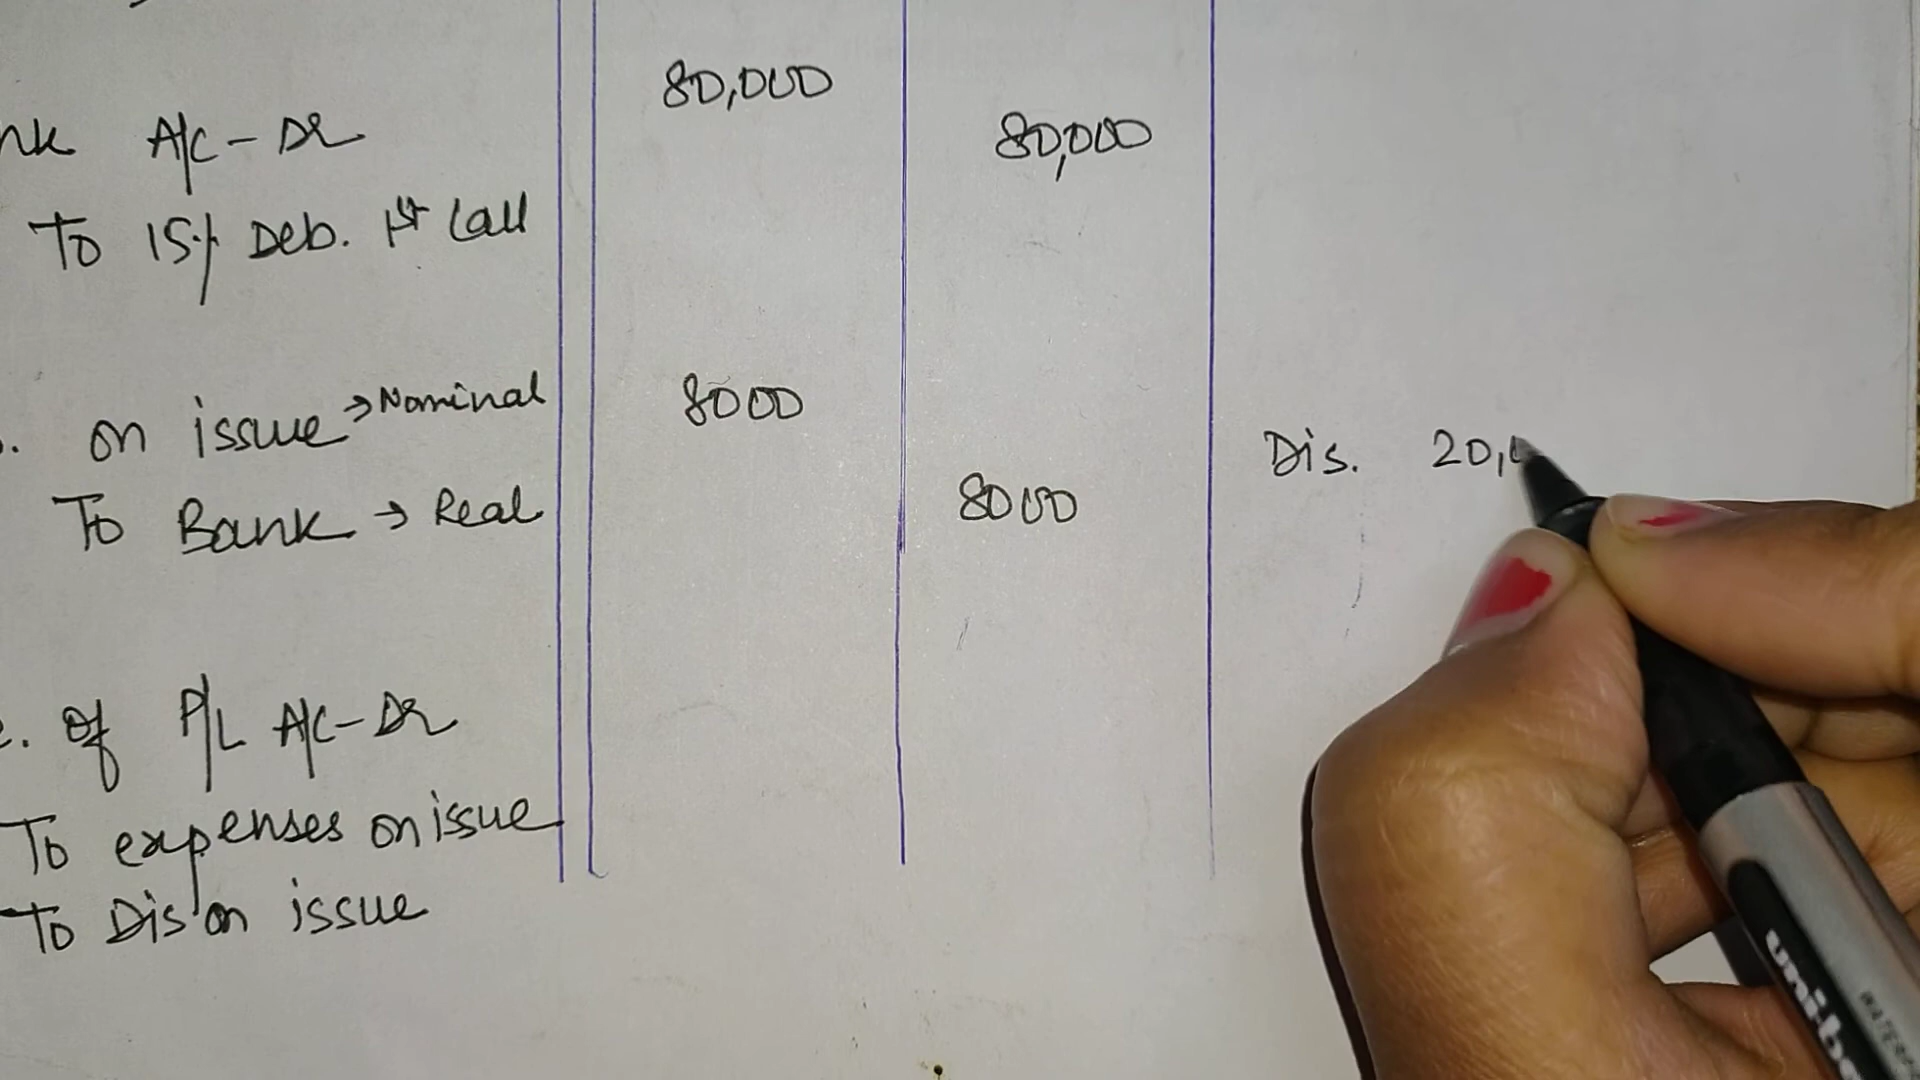 80,000
A/C - Dr 80,000
To 15% Deb. 1st Call
on issue → Nominal 8000
Dis. 20,
To Bank → Real 8000
of P/L A/C - Dr
To expenses on issue
To Dis on issue
uni-b